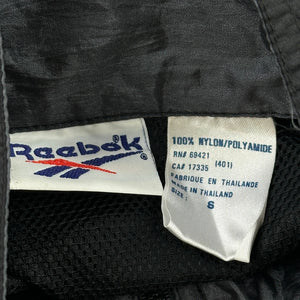 Reebok®
100% NYLON/POLYAMIDE
RN# 69421
CA# 17335 (401)
FABRIQUE EN THAILANDE
MADE IN THAILAND
SIZE: S